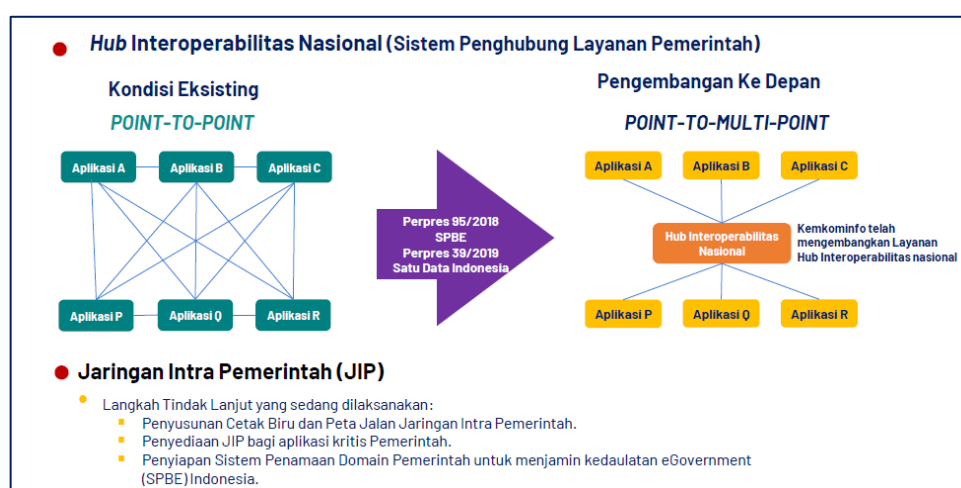 Hub Interoperabilitas Nasional (Sistem Penghubung Layanan Pemerintah)
Kondisi Eksisting
POINT-TO-POINT
Aplikasi A
Aplikasi B
Aplikasi C
Aplikasi P
Aplikasi Q
Aplikasi R
Perpres 95/2018
SPBE
Perpres 39/2019
Satu Data Indonesia
Pengembangan Ke Depan
POINT-TO-MULTI-POINT
Aplikasi A
Aplikasi B
Aplikasi C
Hub Interoperabilitas
Nasional
Kemkominfo telah
mengembangkan Layanan
Hub Interoperabilitas nasional
Aplikasi P
Aplikasi Q
Aplikasi R
Jaringan Intra Pemerintah (JIP)
Langkah Tindak Lanjut yang sedang dilaksanakan:
Penyusunan Cetak Biru dan Peta Jalan Jaringan Intra Pemerintah.
Penyediaan JIP bagi aplikasi kritis Pemerintah.
Penyiapan Sistem Penamaan Domain Pemerintah untuk menjamin kedaulatan eGovernment
(SPBE) Indonesia.